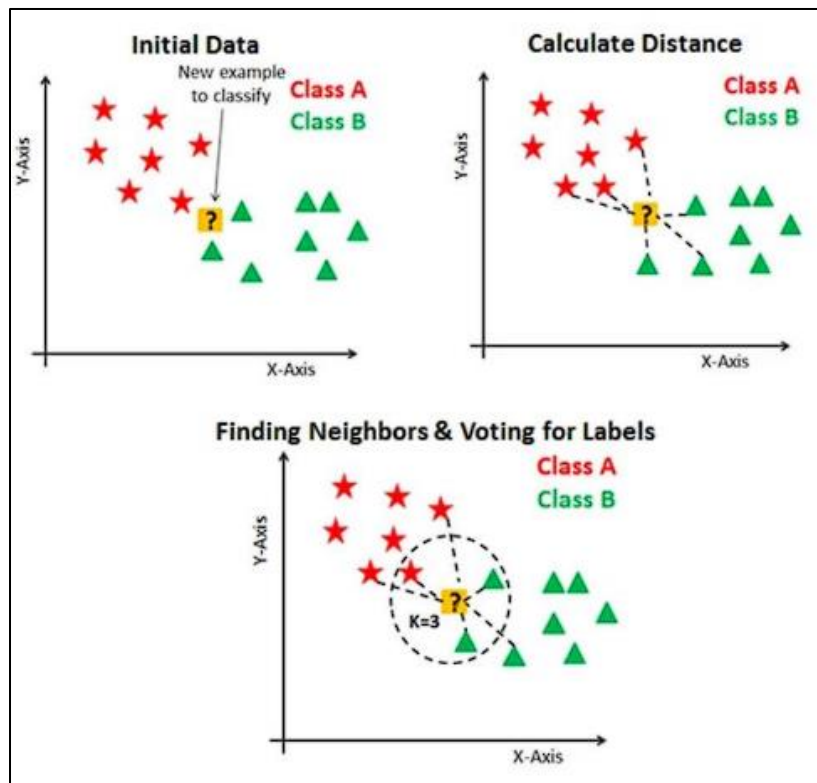 Initial Data
New example
to classify
Class A
Class B
?
Y-Axis
X-Axis
Calculate Distance
Class A
Class B
?
Y-Axis
X-Axis
Finding Neighbors & Voting for Labels
Class A
Class B
?
K=3
Y-Axis
X-Axis